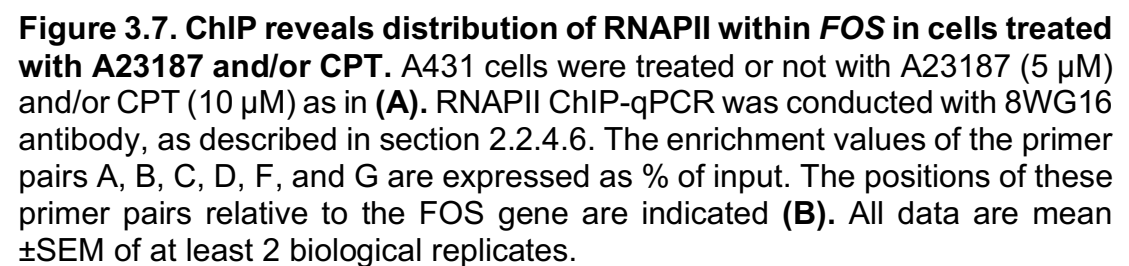 Figure 3.7. ChIP reveals distribution of RNAPII within FOS in cells treated
with A23187 and/or CPT. A431 cells were treated or not with A23187 (5 μM)
and/or CPT (10 μM) as in (A). RNAPII ChIP-qPCR was conducted with 8WG16
antibody, as described in section 2.2.4.6. The enrichment values of the primer
pairs A, B, C, D, F, and G are expressed as % of input. The positions of these
primer pairs relative to the FOS gene are indicated (B). All data are mean
±SEM of at least 2 biological replicates.